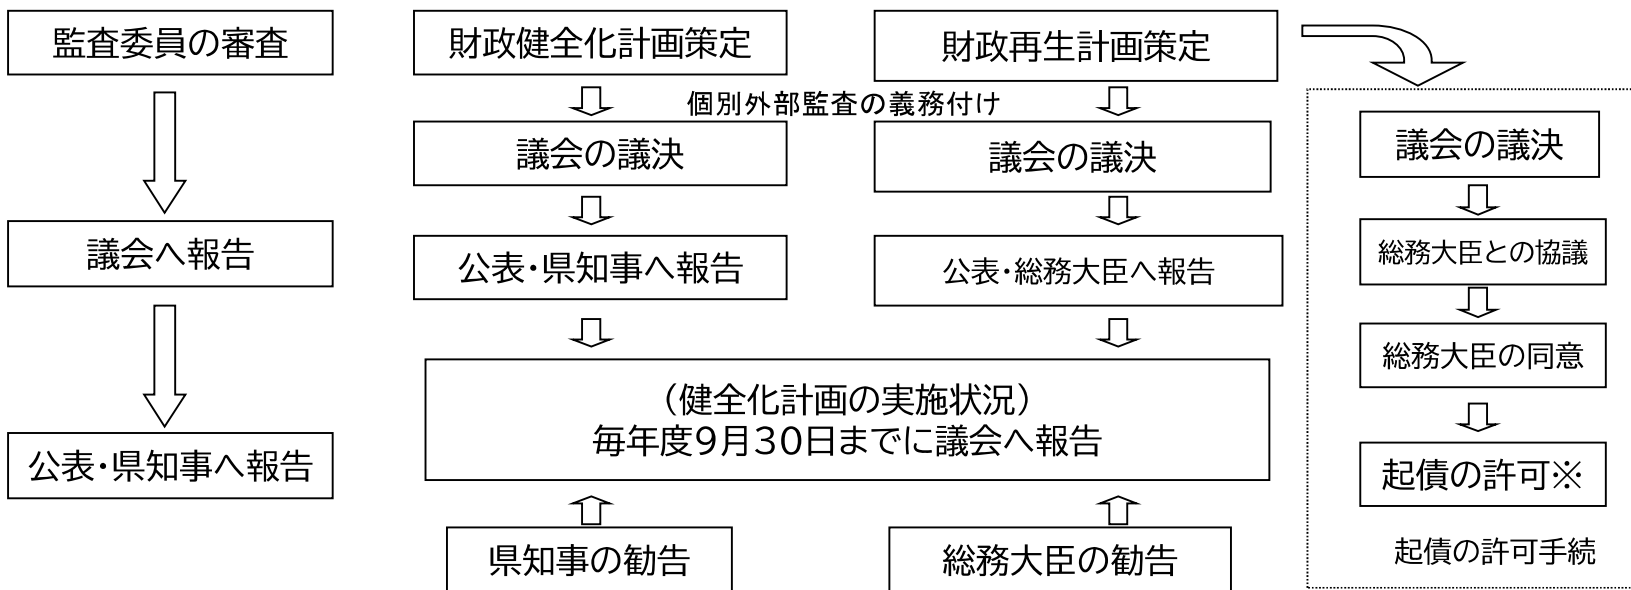 監査委員の審査
議会へ報告
公表・県知事へ報告
財政健全化計画策定
個別外部監査の義務付け
議会の議決
公表・県知事へ報告
財政再生計画策定
議会の議決
公表・総務大臣へ報告
（健全化計画の実施状況）
毎年度９月３０日までに議会へ報告
県知事の勧告
総務大臣の勧告
議会の議決
総務大臣との協議
総務大臣の同意
起債の許可※
起債の許可手続